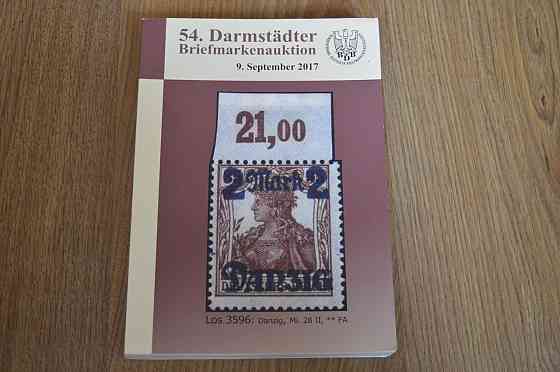 54. Darmstädter
Briefmarkenauktion
9. September 2017
21,00
2 Mark 2
Danzig
Los 3596: Danzig, Mi. 28 II, ** FA